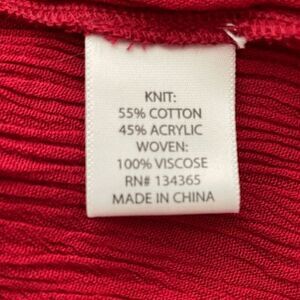 KNIT:
55% COTTON
45% ACRYLIC
WOVEN:
100% VISCOSE
RN# 134365
MADE IN CHINA